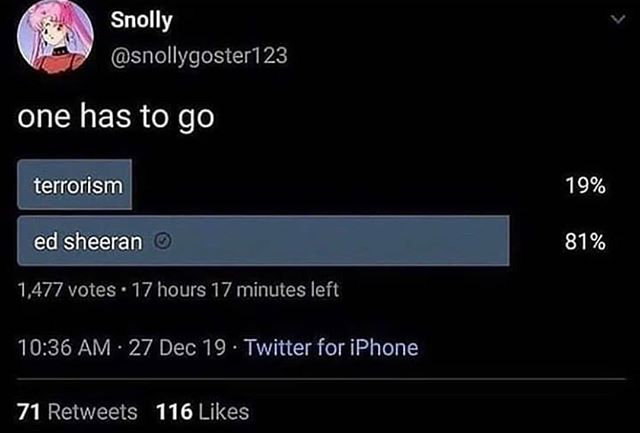 Snolly
@snollygoster123
one has to go
terrorism 19%
ed sheeran 81%
1,477 votes • 17 hours 17 minutes left
10:36 AM · 27 Dec 19 · Twitter for iPhone
71 Retweets 116 Likes